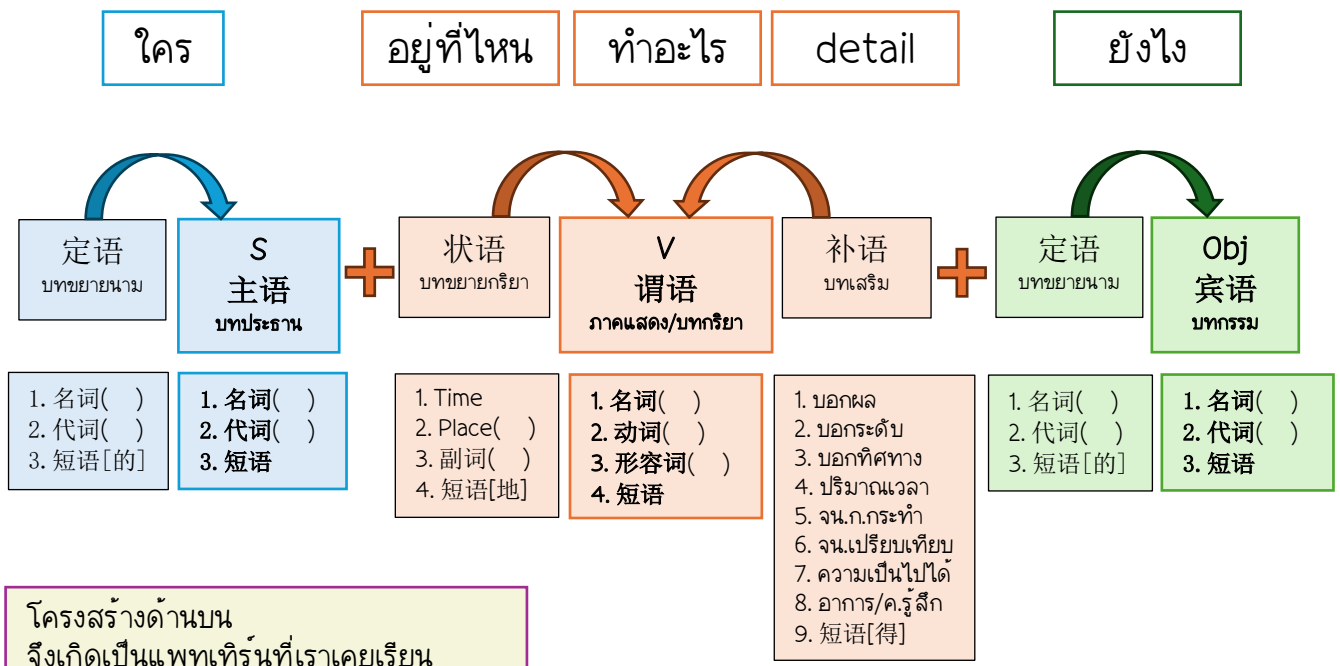 ใคร
อยู่ที่ไหน
ทำอะไร
detail
ยังไง
定语
บทขยายนาม
S
主语
บทประธาน
状语
บทขยายกริยา
V
谓语
ภาคแสดง/บทกริยา
补语
บทเสริม
定语
บทขยายนาม
Obj
宾语
บทกรรม
1. 名词( )
2. 代词( )
3. 短语[的]
1. 名词( )
2. 代词( )
3. 短语
1. Time
2. Place( )
3. 副词( )
4. 短语[地]
1. 名词( )
2. 动词( )
3. 形容词( )
4. 短语
1. บอกผล
2. บอกระดับ
3. บอกทิศทาง
4. ปริมาณเวลา
5. จน.ก.กระทำ
6. จน.เปรียบเทียบ
7. ความเป็นไปได้
8. อาการ/ค.รู้สึก
9. 短语[得]
1. 名词( )
2. 代词( )
3. 短语[的]
1. 名词( )
2. 代词( )
3. 短语
โครงสร้างด้านบน
จึงเกิดเป็นแพทเทิร์นที่เราเคยเรียน